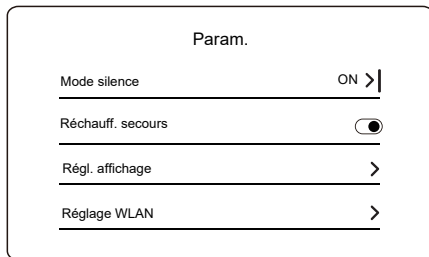 Param.
Mode silence ON
Réchauff. secours
Régl. affichage
Réglage WLAN